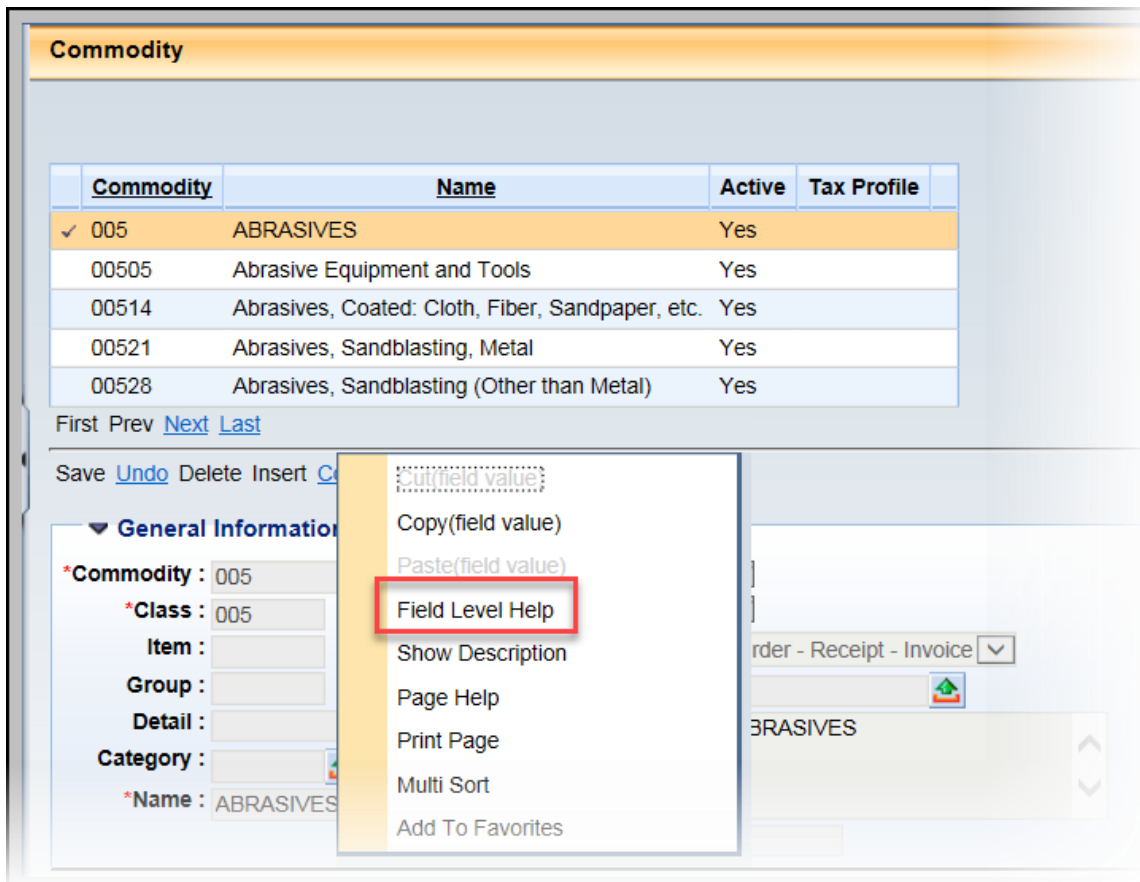 Commodity
Commodity Name Active Tax Profile
005 ABRASIVES Yes
00505 Abrasive Equipment and Tools Yes
00514 Abrasives, Coated: Cloth, Fiber, Sandpaper, etc. Yes
00521 Abrasives, Sandblasting, Metal Yes
00528 Abrasives, Sandblasting (Other than Metal) Yes
First Prev Next Last
Save Undo Delete Insert
Cut(field value)
Copy(field value)
Paste(field value)
Field Level Help
Show Description
Page Help
Print Page
Multi Sort
Add To Favorites
General Information
*Commodity : 005
*Class : 005
Item :
- Receipt - Invoice
Group :
Detail :
Category :
*Name : ABRASIVES